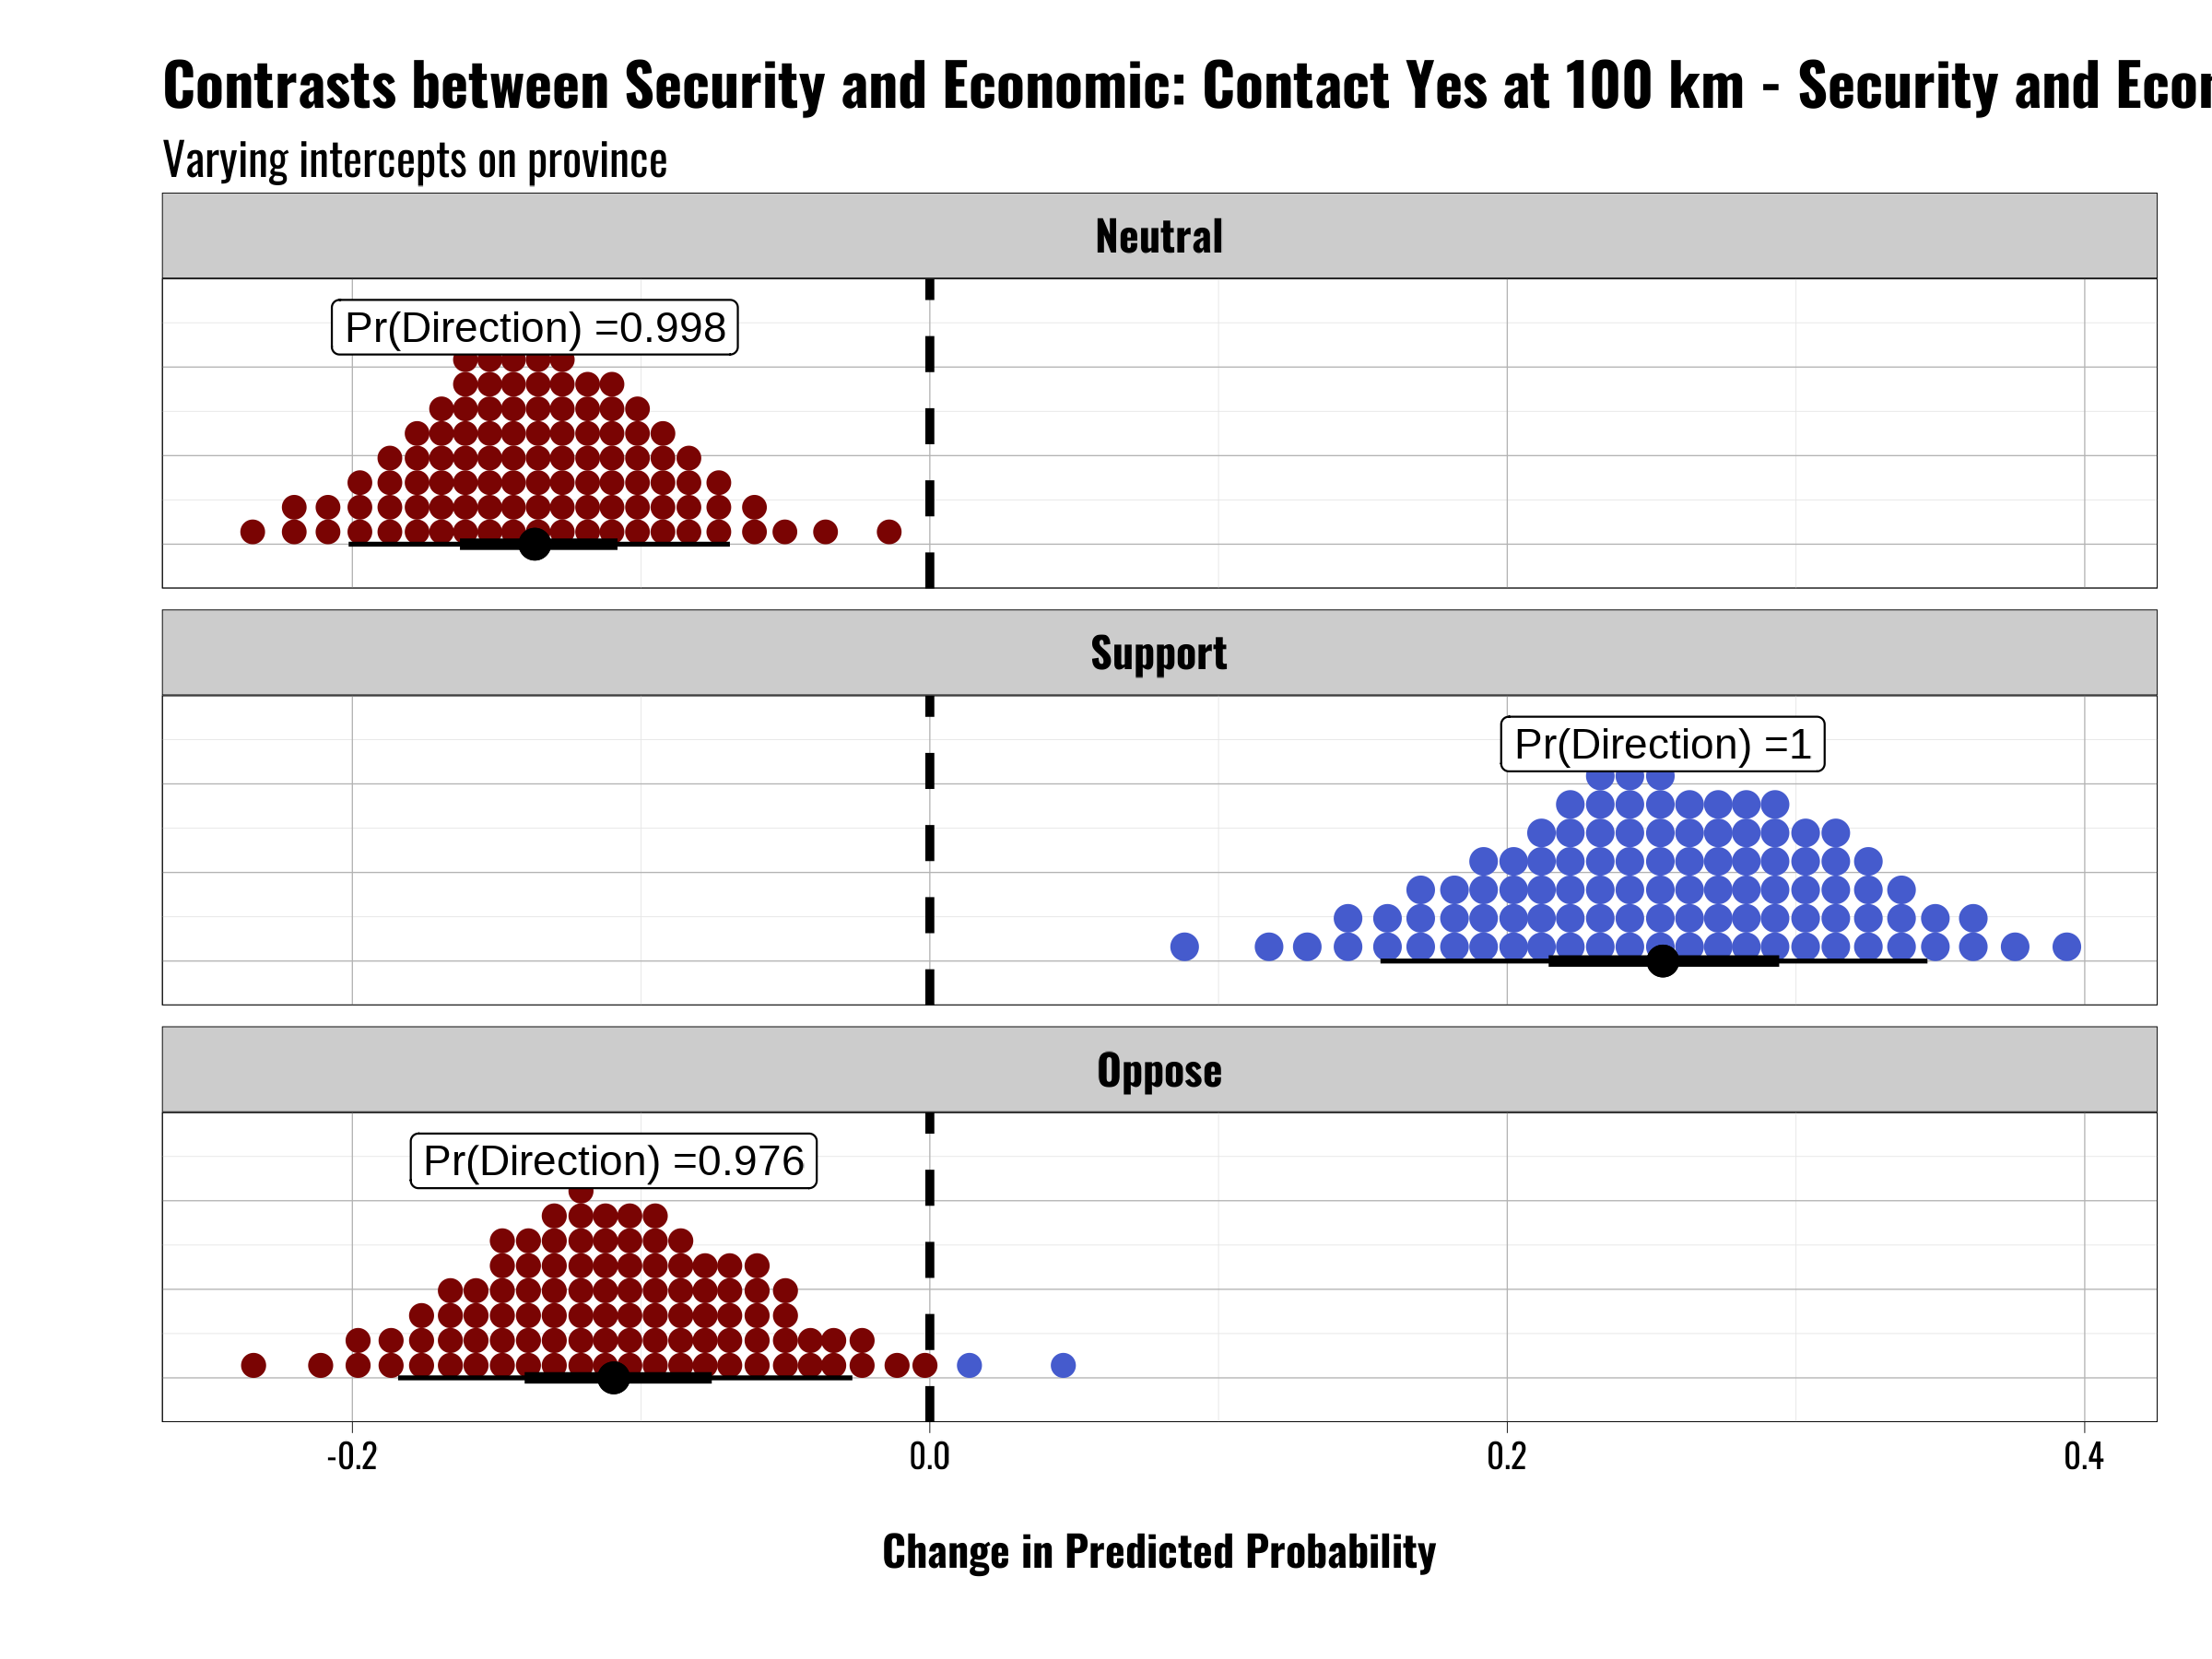 Contrasts between Security and Economic: Contact Yes at 100 km - Security and
Varying intercepts on province
Neutral
Pr(Direction) =0.998
Support
Pr(Direction) =1
Oppose
Pr(Direction) =0.976
-0.2 0.0 0.2 0.4
Change in Predicted Probability